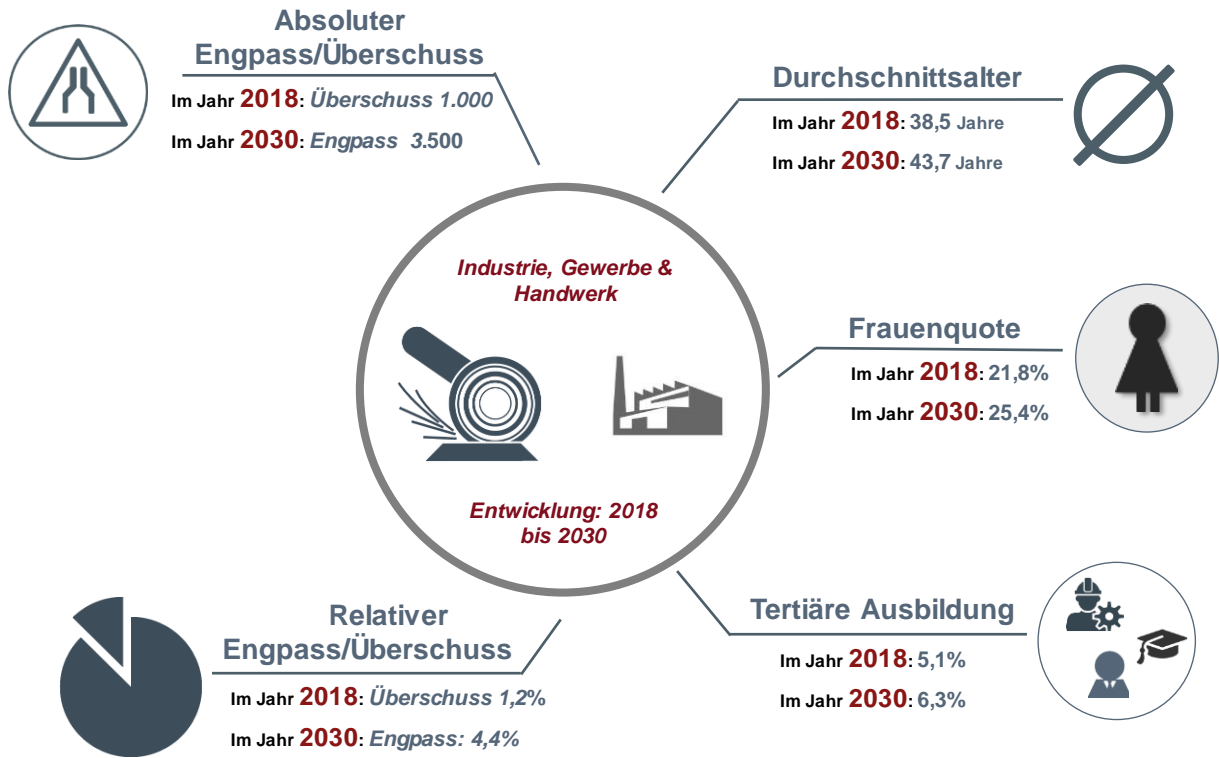 Absoluter
Engpass/Überschuss
Im Jahr 2018: Überschuss 1.000
Im Jahr 2030: Engpass 3.500
Durchschnittsalter
Im Jahr 2018: 38,5 Jahre
Im Jahr 2030: 43,7 Jahre
Industrie, Gewerbe &
Handwerk
Entwicklung: 2018
bis 2030
Frauenquote
Im Jahr 2018: 21,8%
Im Jahr 2030: 25,4%
Relativer
Engpass/Überschuss
Im Jahr 2018: Überschuss 1,2%
Im Jahr 2030: Engpass: 4,4%
Tertiäre Ausbildung
Im Jahr 2018: 5,1%
Im Jahr 2030: 6,3%